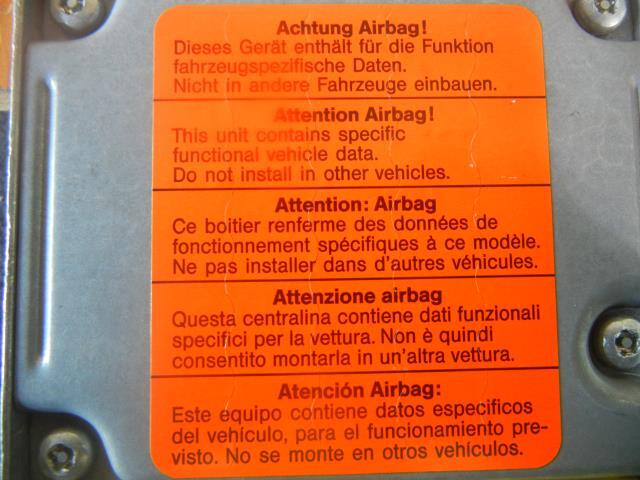 Achtung Airbag!
Dieses Gerät enthält für die Funktion
fahrzeugspezifische Daten.
Nicht in andere Fahrzeuge einbauen.
Attention Airbag!
This unit contains specific
functional vehicle data.
Do not install in other vehicles.
Attention: Airbag
Ce boitier renferme des données de
fonctionnement spécifiques à ce modèle.
Ne pas installer dans d'autres véhicules.
Attenzione airbag
Questa centralina contiene dati funzionali
specifici per la vettura. Non è quindi
consentito montarla in un'altra vettura.
Atención Airbag:
Este equipo contiene datos especificos
del vehículo, para el funcionamiento pre-
visto. No se monte en otros vehículos.